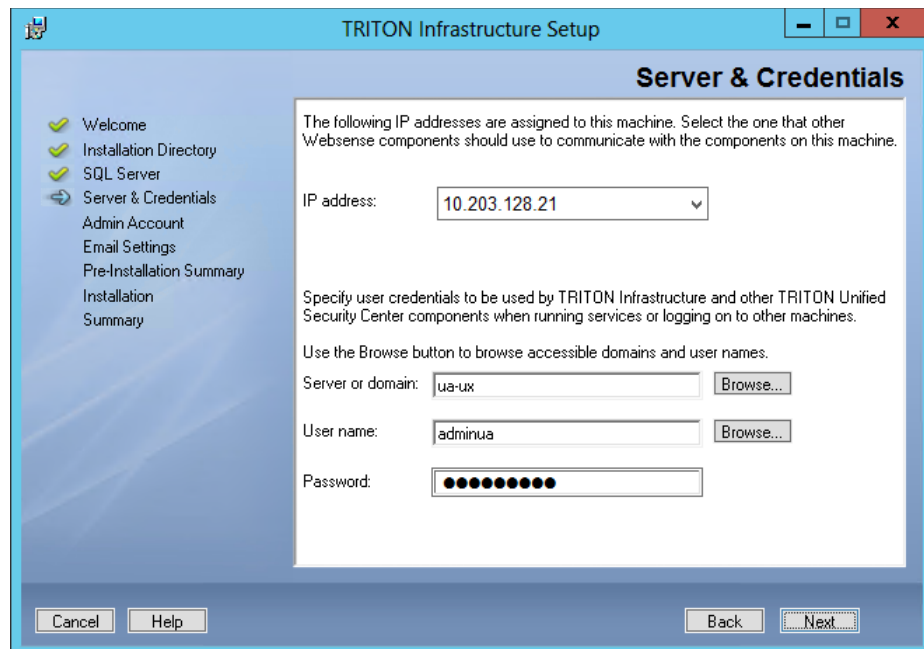 TRITON Infrastructure Setup
Server & Credentials
Welcome
Installation Directory
SQL Server
Server & Credentials
Admin Account
Email Settings
Pre-Installation Summary
Installation
Summary
The following IP addresses are assigned to this machine. Select the one that other
Websense components should use to communicate with the components on this machine.
IP address:
10.203.128.21
Specify user credentials to be used by TRITON Infrastructure and other TRITON Unified
Security Center components when running services or logging on to other machines.
Use the Browse button to browse accessible domains and user names.
Server or domain: ua-ux Browse...
User name: adminua Browse...
Password: ●●●●●●●●●
Cancel Help Back Next